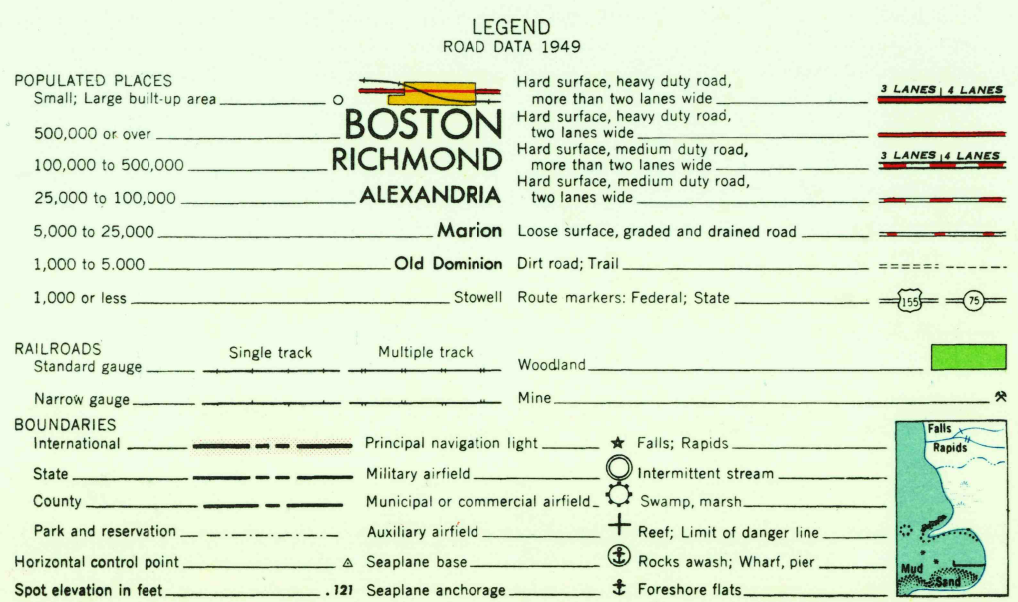 LEGEND
ROAD DATA 1949
POPULATED PLACES
Small; Large built-up area
500,000 or over BOSTON
100,000 to 500,000 RICHMOND
25,000 to 100,000 ALEXANDRIA
5,000 to 25,000 Marion
1,000 to 5.000 Old Dominion
1,000 or less Stowell
Hard surface, heavy duty road,
more than two lanes wide 3 LANES 4 LANES
Hard surface, heavy duty road,
two lanes wide
Hard surface, medium duty road,
more than two lanes wide 3 LANES 4 LANES
Hard surface, medium duty road,
two lanes wide
Loose surface, graded and drained road
Dirt road; Trail
Route markers: Federal; State 155 75
RAILROADS Single track Multiple track
Standard gauge
Narrow gauge
Woodland
Mine
BOUNDARIES
International
State
County
Park and reservation
Horizontal control point
Spot elevation in feet .121
Principal navigation light
Military airfield
Municipal or commercial airfield
Auxiliary airfield
Seaplane base
Seaplane anchorage
Falls; Rapids
Intermittent stream
Swamp, marsh
Reef; Limit of danger line
Rocks awash; Wharf, pier
Foreshore flats
Falls
Rapids
Mud
Sand